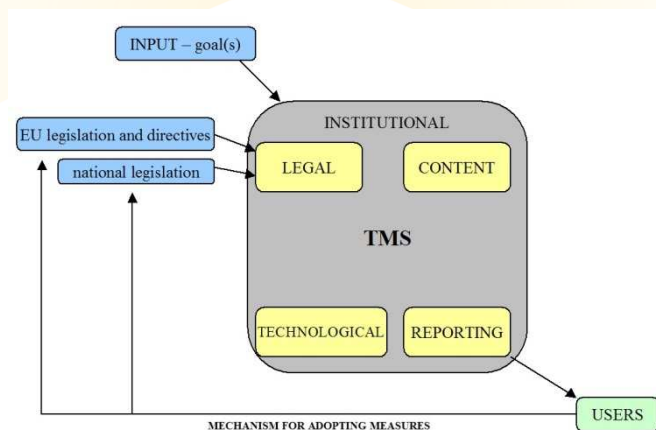 INPUT – goal(s)
INSTITUTIONAL
EU legislation and directives
national legislation
LEGAL
CONTENT
TMS
TECHNOLOGICAL
REPORTING
USERS
MECHANISM FOR ADOPTING MEASURES